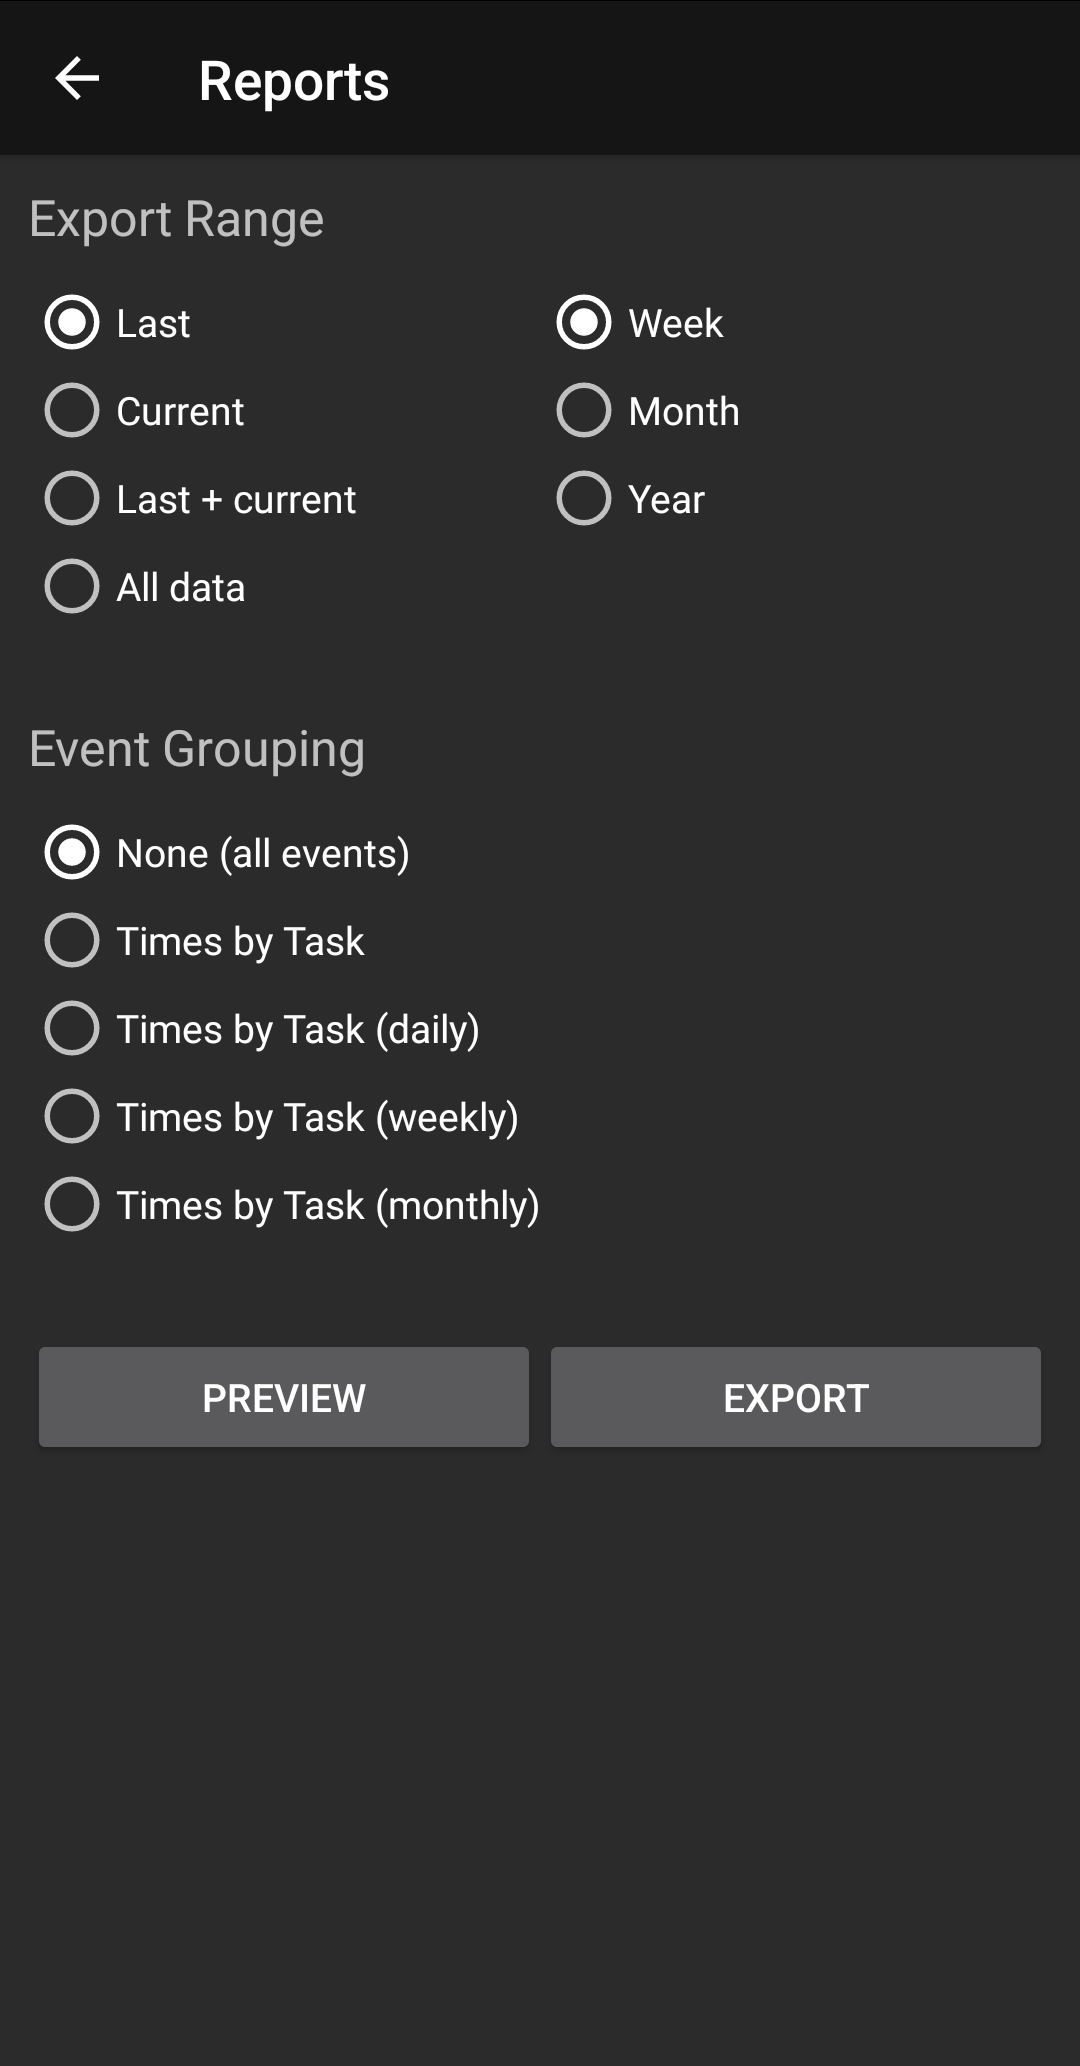 Reports
Export Range
Last
Week
Current
Month
Last + current
Year
All data
Event Grouping
None (all events)
Times by Task
Times by Task (daily)
Times by Task (weekly)
Times by Task (monthly)
PREVIEW
EXPORT